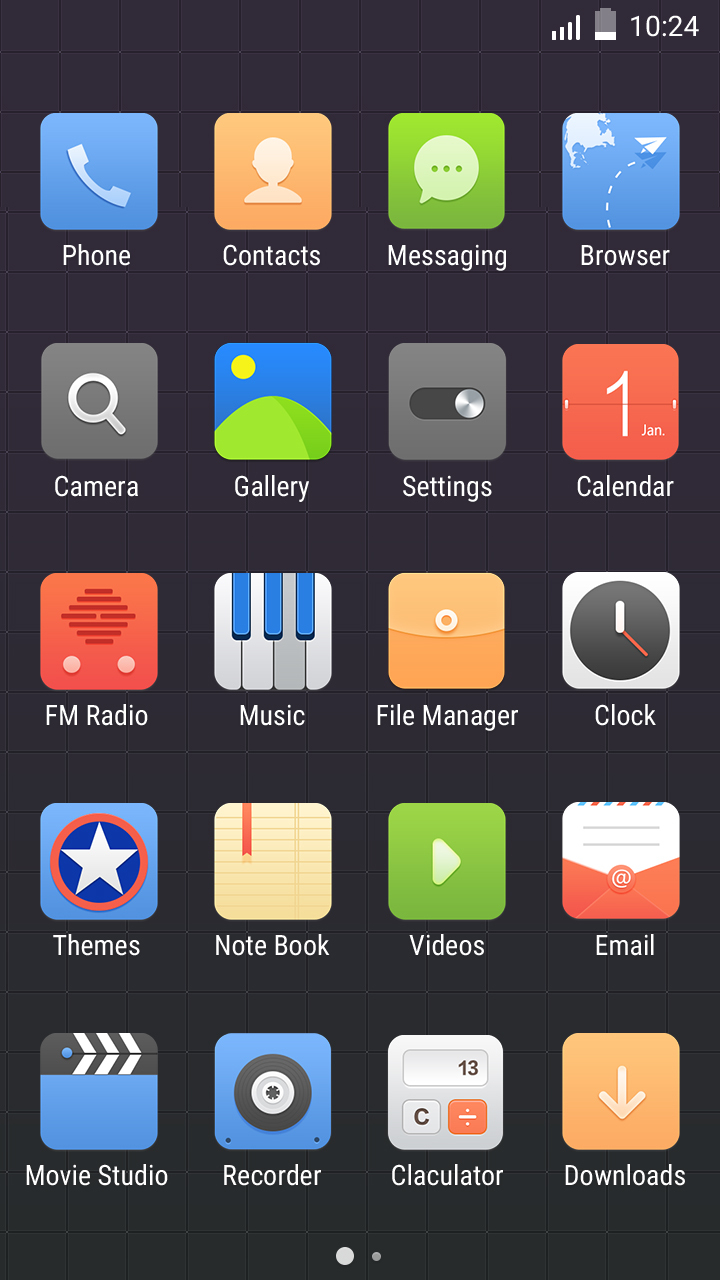 10:24
Phone Contacts Messaging Browser
1
Jan.
Camera Gallery Settings Calendar
FM Radio Music File Manager Clock
@
Themes Note Book Videos Email
13
C ÷
Movie Studio Recorder Claculator Downloads